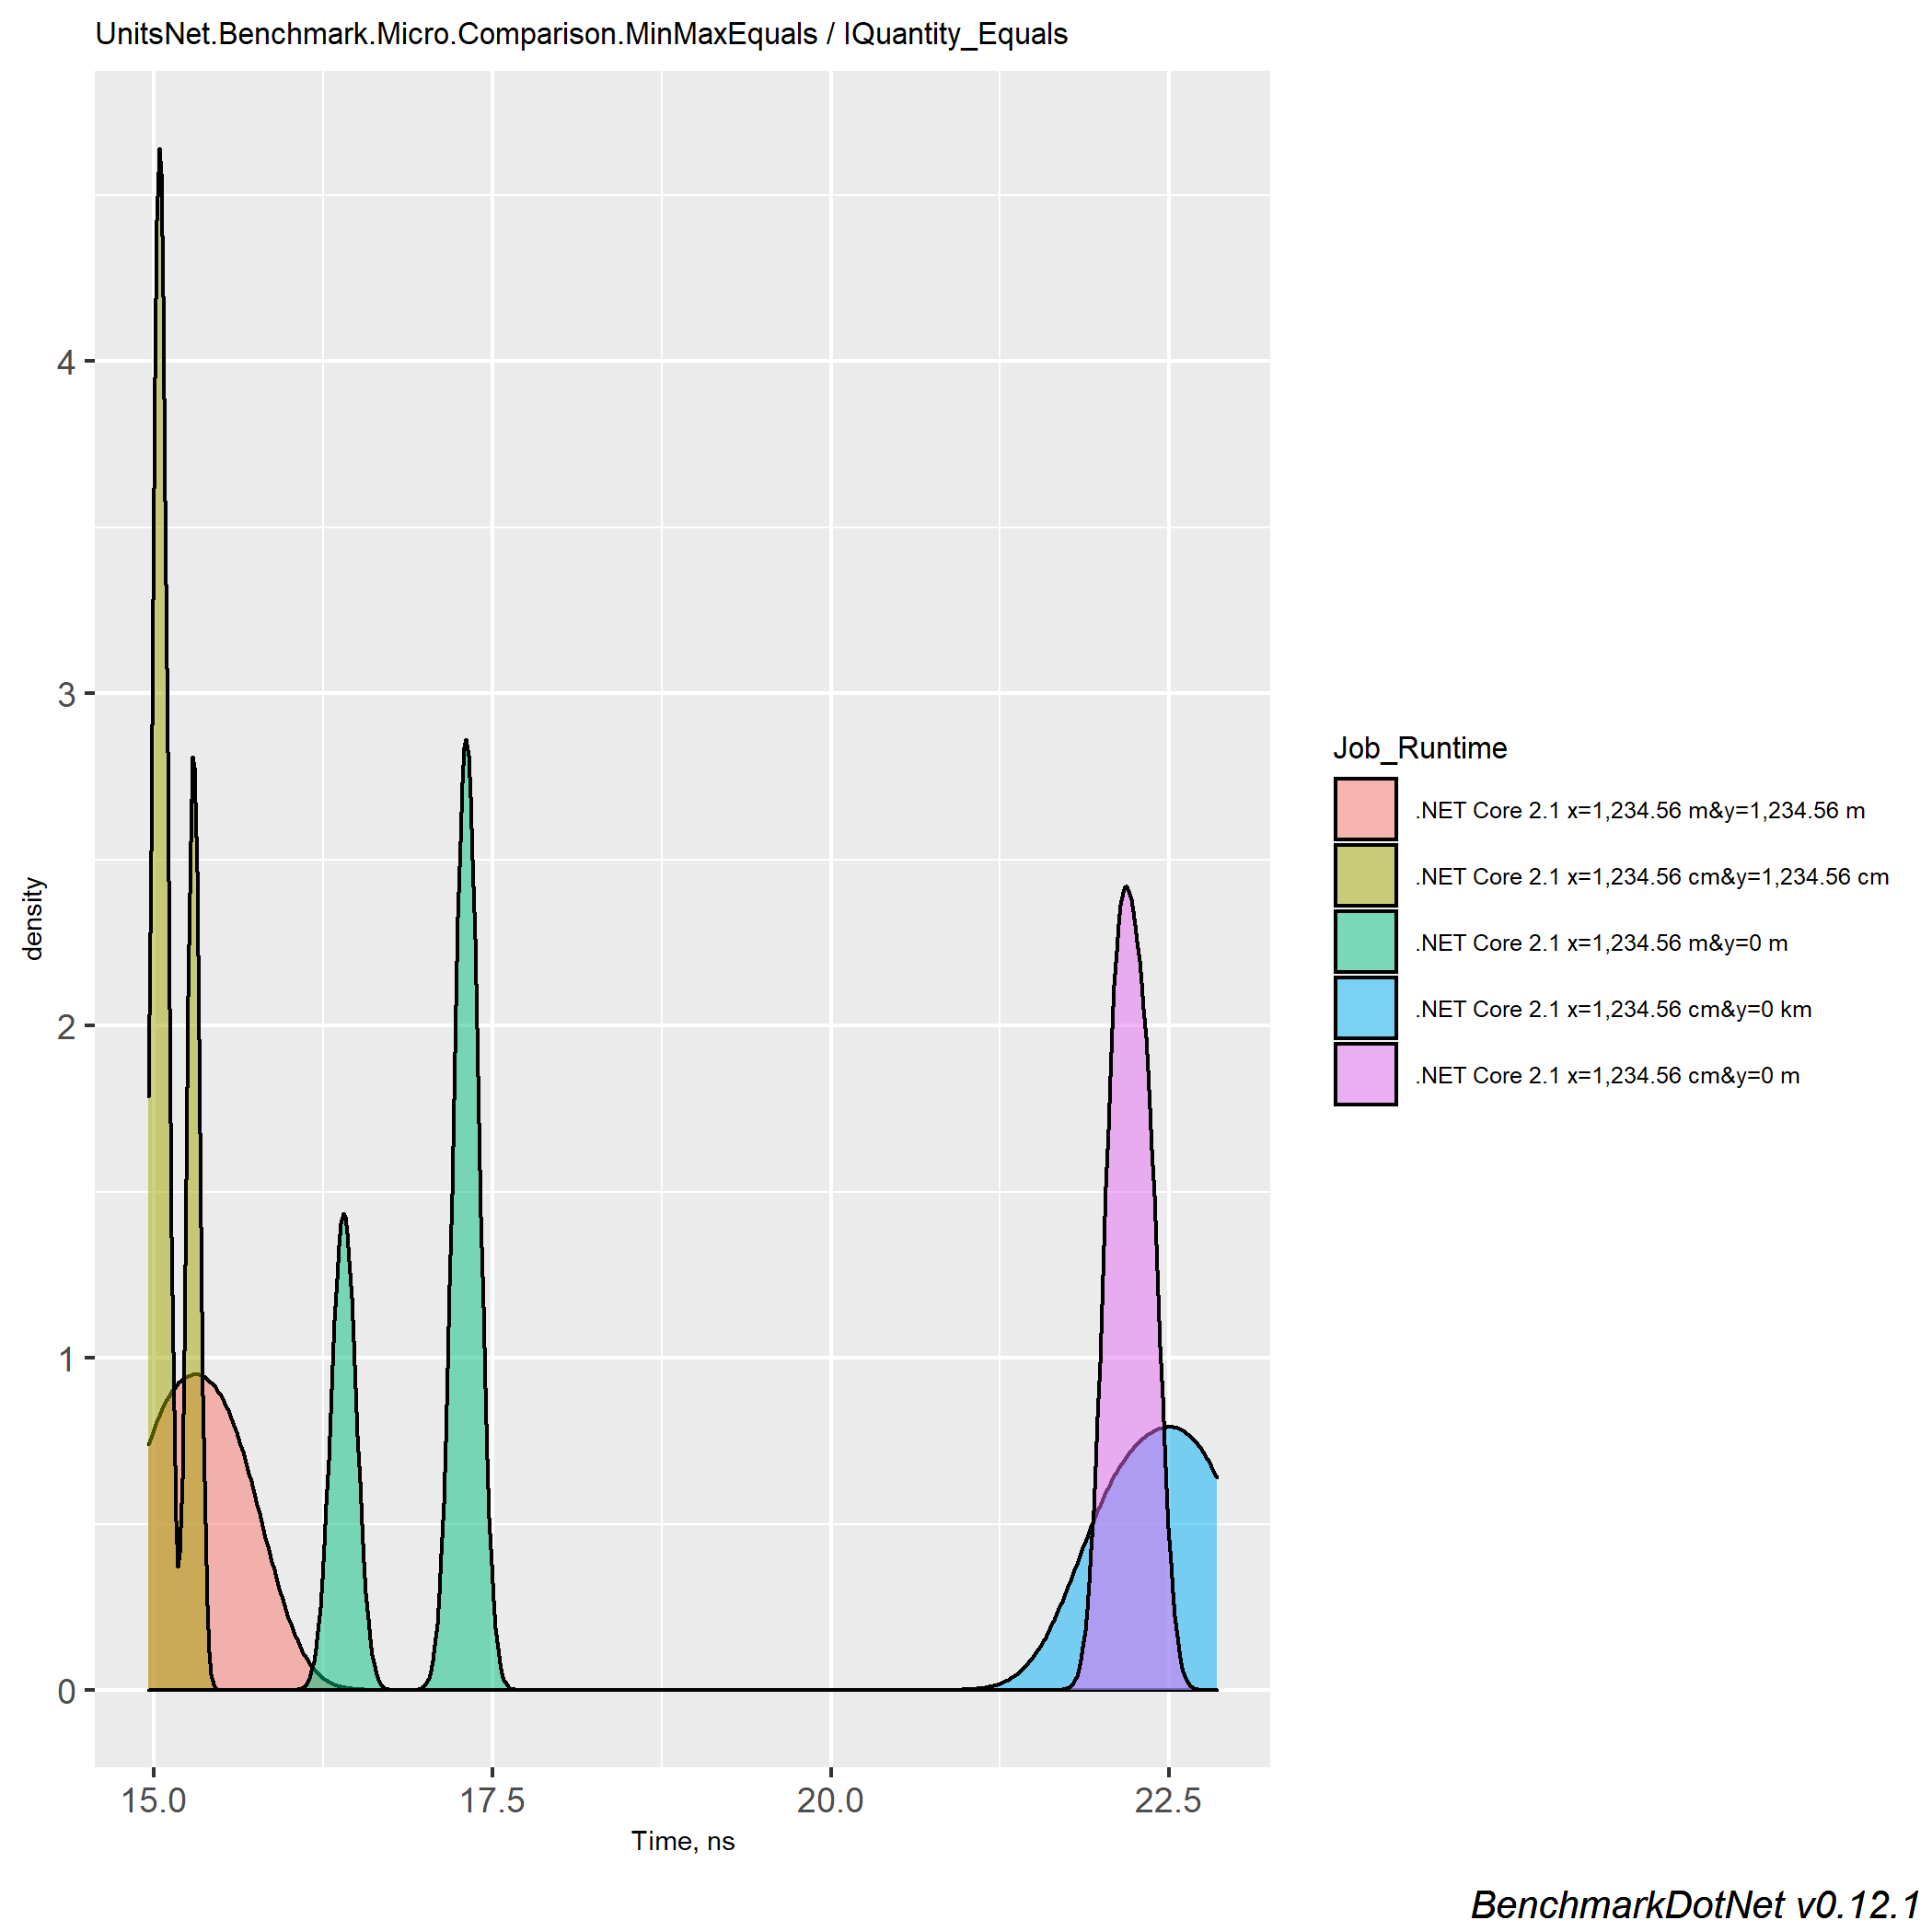 UnitsNet.Benchmark.Micro.Comparison.MinMaxEquals / IQuantity_Equals
4
3
2
1
0
density
15.0 17.5 20.0 22.5
Time, ns
Job_Runtime
.NET Core 2.1 x=1,234.56 m&y=1,234.56 m
.NET Core 2.1 x=1,234.56 cm&y=1,234.56 cm
.NET Core 2.1 x=1,234.56 m&y=0 m
.NET Core 2.1 x=1,234.56 cm&y=0 km
.NET Core 2.1 x=1,234.56 cm&y=0 m
BenchmarkDotNet v0.12.1